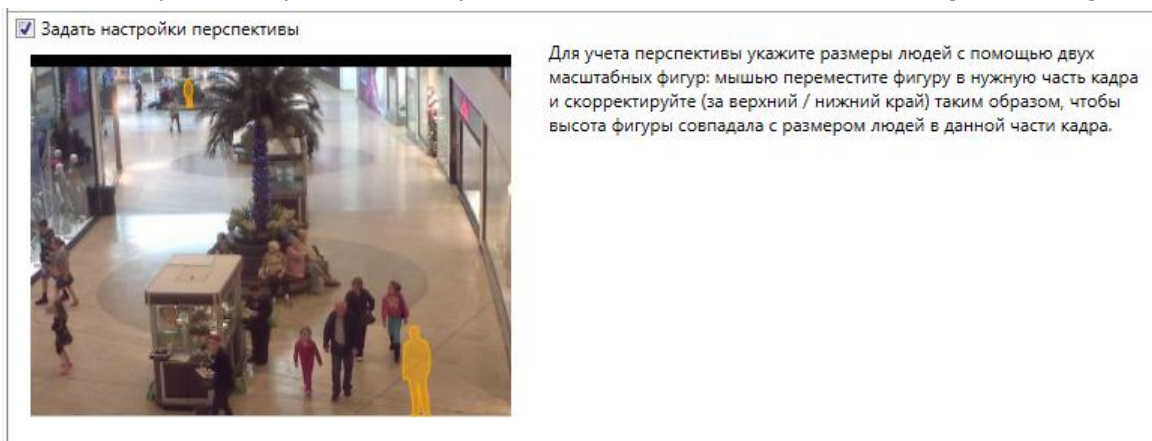 Задать настройки перспективы
Для учета перспективы укажите размеры людей с помощью двух
масштабных фигур: мышью переместите фигуру в нужную часть кадра
и скорректируйте (за верхний / нижний край) таким образом, чтобы
высота фигуры совпадала с размером людей в данной части кадра.